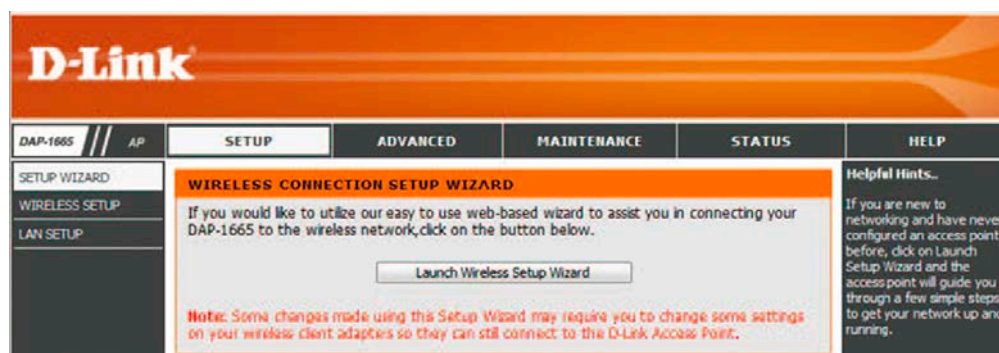 D-Link
DAP-1665 // AP
SETUP
ADVANCED
MAINTENANCE
STATUS
HELP
SETUP WIZARD
WIRELESS SETUP
LAN SETUP
WIRELESS CONNECTION SETUP WIZARD
If you would like to utilize our easy to use web-based wizard to assist you in connecting your
DAP-1665 to the wireless network,click on the button below.
Launch Wireless Setup Wizard
Note: Some changes made using this Setup Wizard may require you to change some settings
on your wireless client adapters so they can still connect to the D-Link Access Point.
Helpful Hints..
If you are new to
networking and have neve
configured an access point
before, click on Launch
Setup Wizard and the
access point will guide you
through a few simple steps
to get your network up and
running.